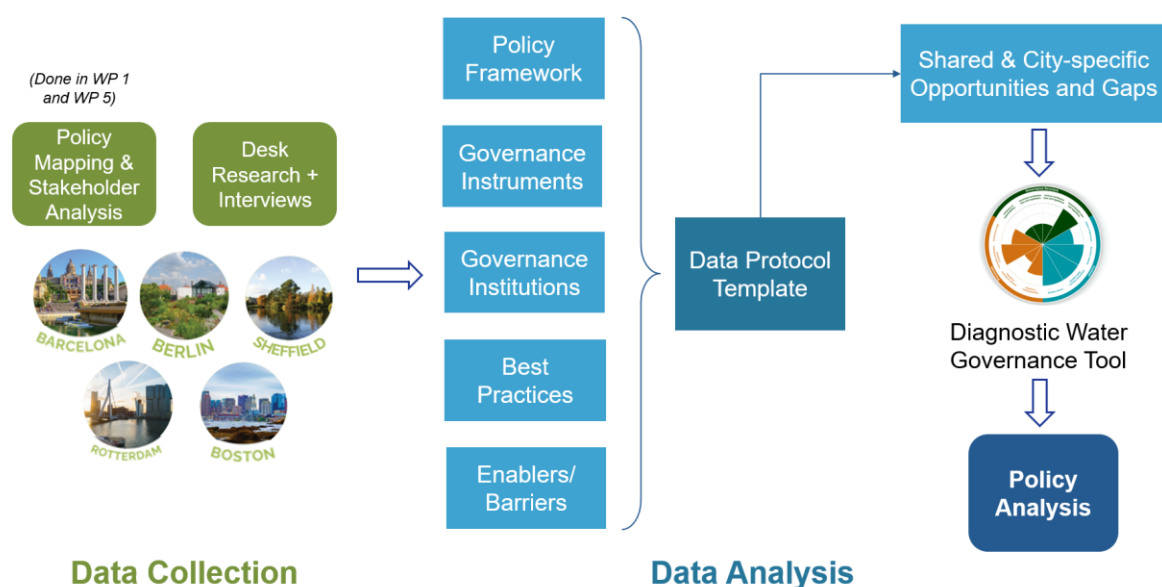 (Done in WP 1
and WP 5)
Policy
Mapping &
Stakeholder
Analysis
Desk
Research +
Interviews
BARCELONA
BERLIN
SHEFFIELD
ROTTERDAM
BOSTON
Data Collection
Policy
Framework
Governance
Instruments
Governance
Institutions
Best
Practices
Enablers/
Barriers
Data Protocol
Template
Data Analysis
Shared & City-specific
Opportunities and Gaps
Diagnostic Water
Governance Tool
Policy
Analysis